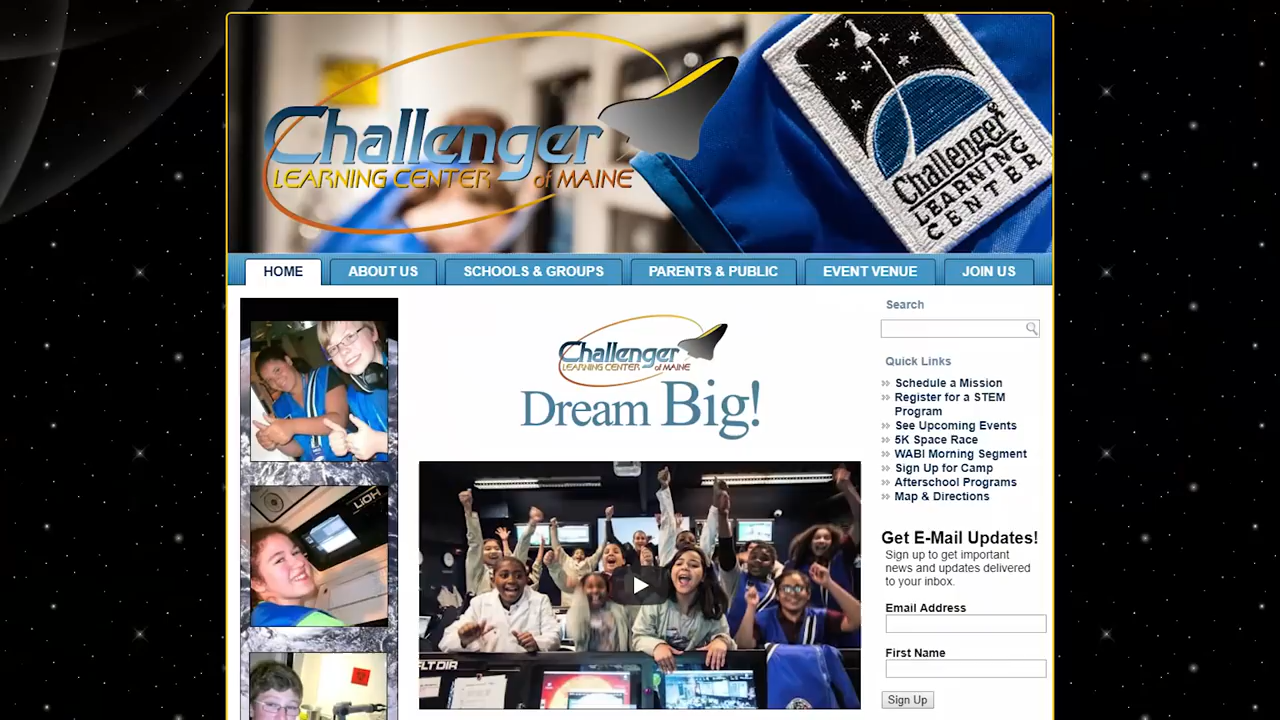 Challenger
LEARNING CENTER of MAINE
Challenger
LEARNING
CENTER
HOME
ABOUT US
SCHOOLS & GROUPS
PARENTS & PUBLIC
EVENT VENUE
JOIN US
Challenger
LEARNING CENTER of MAINE
Dream Big!
Search
Quick Links
Schedule a Mission
Register for a STEM
Program
See Upcoming Events
5K Space Race
WABI Morning Segment
Sign Up for Camp
Afterschool Programs
Map & Directions
Get E-Mail Updates!
Sign up to get important
news and updates delivered
to your inbox.
Email Address
First Name
Sign Up